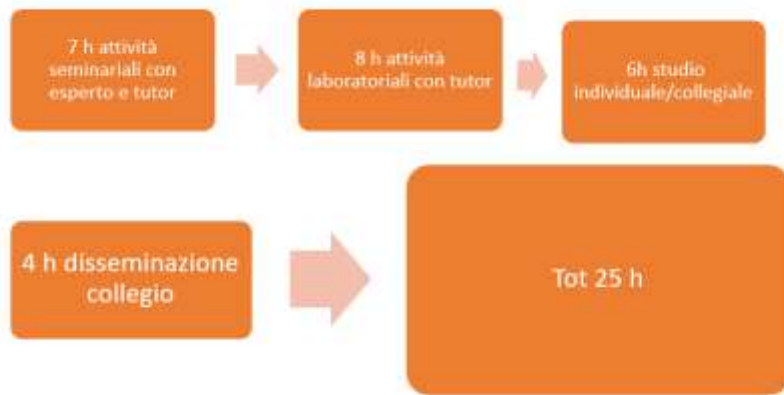 7 h attività
seminariali con
esperto e tutor
8 h attività
laboratoriali con tutor
6h studio
individuale/collegiale
4 h disseminazione
collegio
Tot 25 h